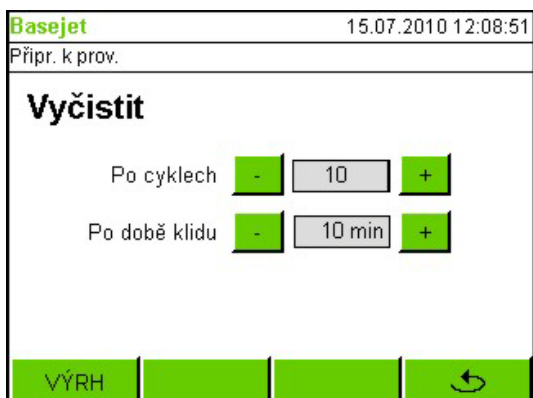 Basejet 15.07.2010 12:08:51
Připr. k prov.
Vyčistit
Po cyklech - 10 +
Po době klidu - 10 min +
VÝRH